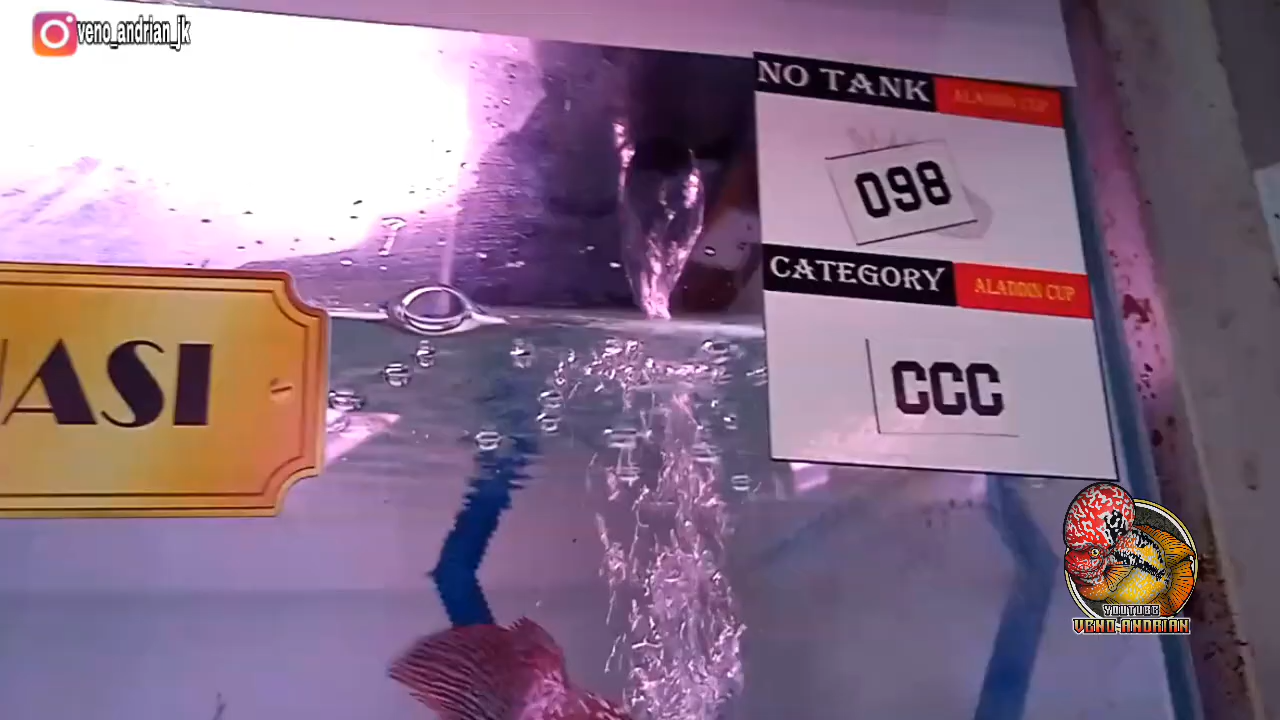 veno_andrian_jk
NO TANK
ALADDIN CUP
098
CATEGORY
ALADDIN CUP
CCC
ASI
YOUTUBE
VENO ANDRIAN